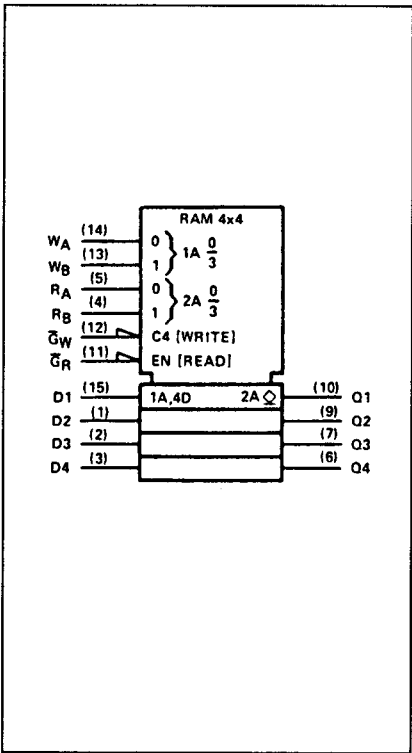 RAM 4x4
WA (14) 0
1A 0/3
WB (13) 1
RA (5) 0
2A 0/3
RB (4) 1
G̅W (12) C4 [WRITE]
G̅R (11) EN [READ]
D1 (15) 1A,4D 2A ◇ (10) Q1
D2 (1) (9) Q2
D3 (2) (7) Q3
D4 (3) (6) Q4